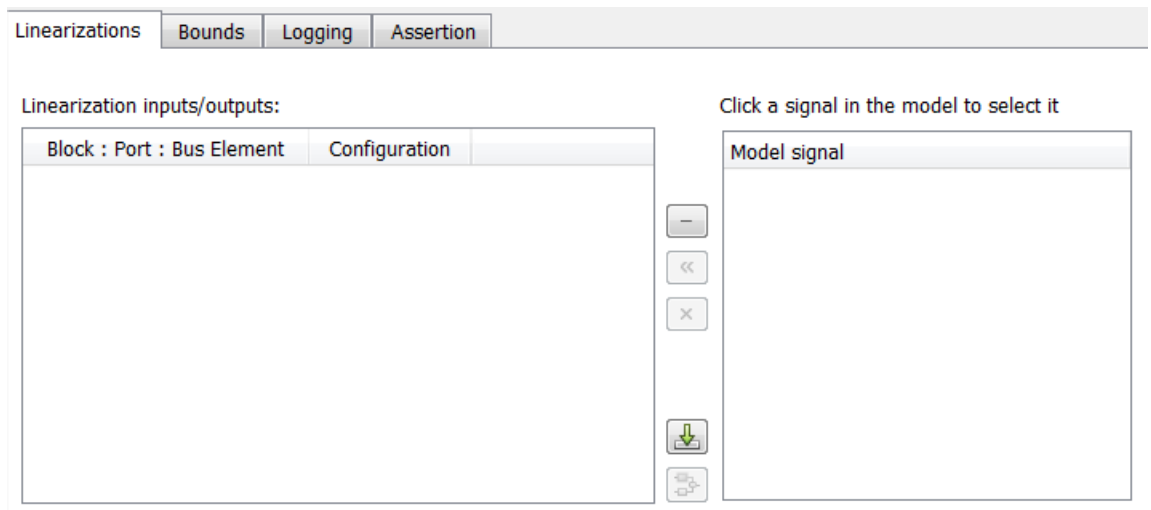 Linearizations Bounds Logging Assertion
Linearization inputs/outputs: Click a signal in the model to select it
Block : Port : Bus Element Configuration Model signal